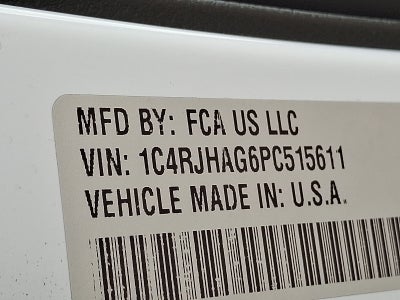 MFD BY: FCA US LLC
VIN: 1C4RJHAG6PC515611
VEHICLE MADE IN: U.S.A.